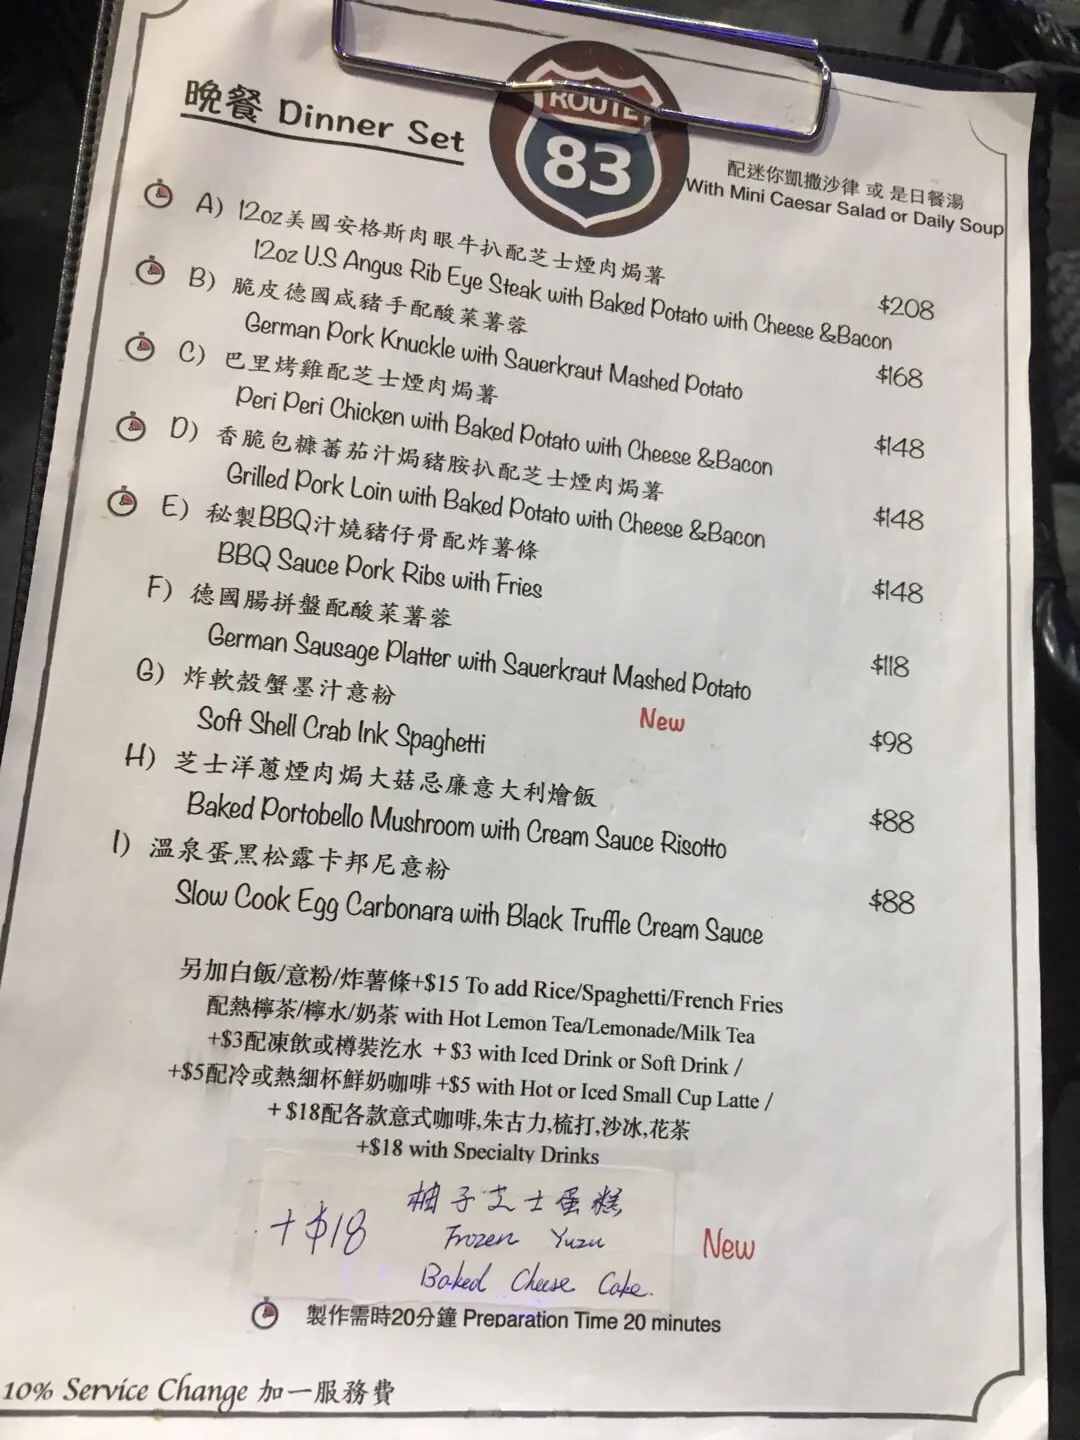 ROUTE
83
晚餐 Dinner Set
配迷你凱撒沙律 或 是日餐湯
With Mini Caesar Salad or Daily Soup
A) 12oz美國安格斯肉眼牛扒配芝士煙肉焗薯
12oz U.S Angus Rib Eye Steak with Baked Potato with Cheese &Bacon $208
B) 脆皮德國咸豬手配酸菜薯蓉
German Pork Knuckle with Sauerkraut Mashed Potato $168
C) 巴里烤雞配芝士煙肉焗薯
Peri Peri Chicken with Baked Potato with Cheese &Bacon $148
D) 香脆包糠蕃茄汁焗豬胺扒配芝士煙肉焗薯
Grilled Pork Loin with Baked Potato with Cheese &Bacon $148
E) 秘製BBQ汁燒豬仔骨配炸薯條
BBQ Sauce Pork Ribs with Fries $148
F) 德國腸拼盤配酸菜薯蓉
German Sausage Platter with Sauerkraut Mashed Potato $118
G) 炸軟殼蟹墨汁意粉 New
Soft Shell Crab Ink Spaghetti $98
H) 芝士洋蔥煙肉焗大菇忌廉意大利燴飯
Baked Portobello Mushroom with Cream Sauce Risotto $88
I) 溫泉蛋黑松露卡邦尼意粉
Slow Cook Egg Carbonara with Black Truffle Cream Sauce $88
另加白飯/意粉/炸薯條+$15 To add Rice/Spaghetti/French Fries
配熱檸茶/檸水/奶茶 with Hot Lemon Tea/Lemonade/Milk Tea
+$3配凍飲或樽裝汔水 +$3 with Iced Drink or Soft Drink /
+$5配冷或熱細杯鮮奶咖啡 +$5 with Hot or Iced Small Cup Latte /
+$18配各款意式咖啡,朱古力,梳打,沙冰,花茶
+$18 with Specialty Drinks
+$18 柚子芝士蛋糕
Frozen Yuzu New
Baked Cheese Cake.
製作需時20分鐘 Preparation Time 20 minutes
10% Service Change 加一服務費